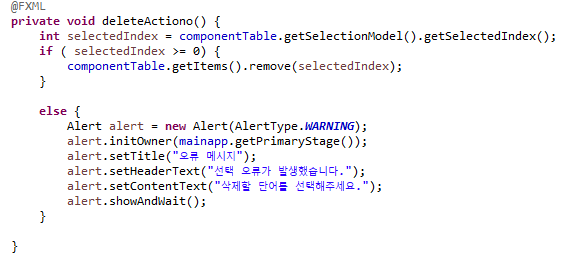 @FXML
private void deleteActiono() {
    int selectedIndex = componentTable.getSelectionModel().getSelectedIndex();
    if ( selectedIndex >= 0) {
        componentTable.getItems().remove(selectedIndex);
    }
    else {
        Alert alert = new Alert(AlertType.WARNING);
        alert.initOwner(mainapp.getPrimaryStage());
        alert.setTitle("오류 메시지");
        alert.setHeaderText("선택 오류가 발생했습니다.");
        alert.setContentText("삭제할 단어를 선택해주세요.");
        alert.showAndWait();
    }
}